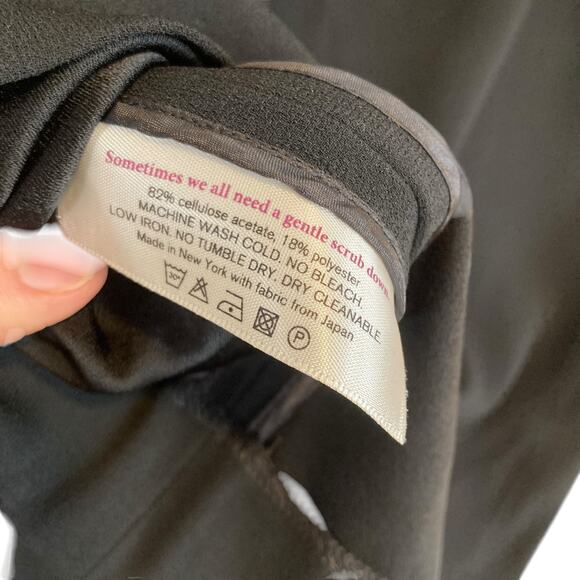 Sometimes we all need a gentle scrub down
82% cellulose acetate, 18% polyester
MACHINE WASH COLD. NO BLEACH.
LOW IRON. NO TUMBLE DRY. DRY CLEANABLE.
Made in New York with fabric from Japan
30°
P